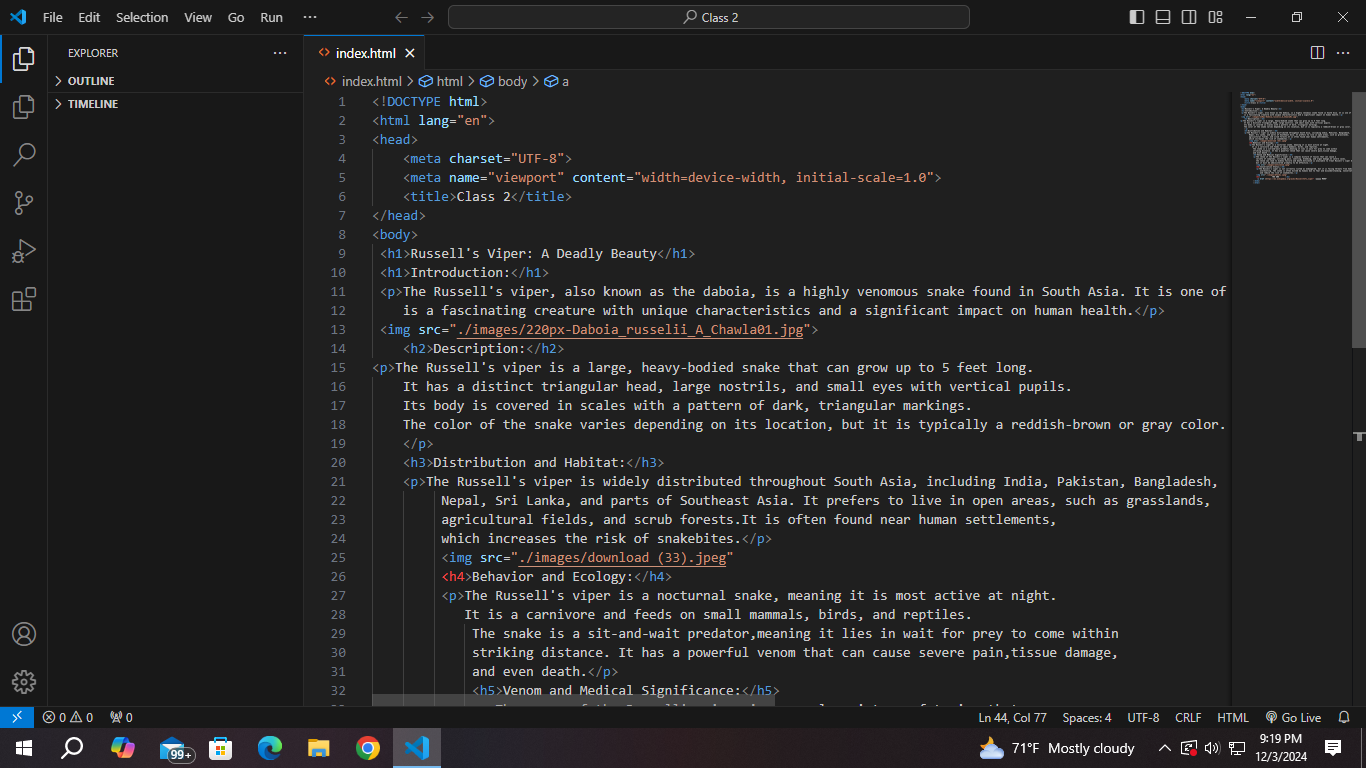 File Edit Selection View Go Run ··· Class 2
EXPLORER ···
OUTLINE
TIMELINE
index.html
index.html > html > body > a
1 <!DOCTYPE html>
2 <html lang="en">
3 <head>
4 <meta charset="UTF-8">
5 <meta name="viewport" content="width=device-width, initial-scale=1.0">
6 <title>Class 2</title>
7 </head>
8 <body>
9 <h1>Russell's Viper: A Deadly Beauty</h1>
10 <h1>Introduction:</h1>
11 <p>The Russell's viper, also known as the daboia, is a highly venomous snake found in South Asia. It is one of
12 is a fascinating creature with unique characteristics and a significant impact on human health.</p>
13 <img src="./images/220px-Daboia_russelii_A_Chawla01.jpg">
14 <h2>Description:</h2>
15 <p>The Russell's viper is a large, heavy-bodied snake that can grow up to 5 feet long.
16 It has a distinct triangular head, large nostrils, and small eyes with vertical pupils.
17 Its body is covered in scales with a pattern of dark, triangular markings.
18 The color of the snake varies depending on its location, but it is typically a reddish-brown or gray color.
19 </p>
20 <h3>Distribution and Habitat:</h3>
21 <p>The Russell's viper is widely distributed throughout South Asia, including India, Pakistan, Bangladesh,
22 Nepal, Sri Lanka, and parts of Southeast Asia. It prefers to live in open areas, such as grasslands,
23 agricultural fields, and scrub forests.It is often found near human settlements,
24 which increases the risk of snakebites.</p>
25 <img src="./images/download (33).jpeg"
26 <h4>Behavior and Ecology:</h4>
27 <p>The Russell's viper is a nocturnal snake, meaning it is most active at night.
28 It is a carnivore and feeds on small mammals, birds, and reptiles.
29 The snake is a sit-and-wait predator,meaning it lies in wait for prey to come within
30 striking distance. It has a powerful venom that can cause severe pain,tissue damage,
31 and even death.</p>
32 <h5>Venom and Medical Significance:</h5>
0 0 0 Ln 44, Col 77 Spaces: 4 UTF-8 CRLF HTML Go Live
99+ 71°F Mostly cloudy 9:19 PM
12/3/2024